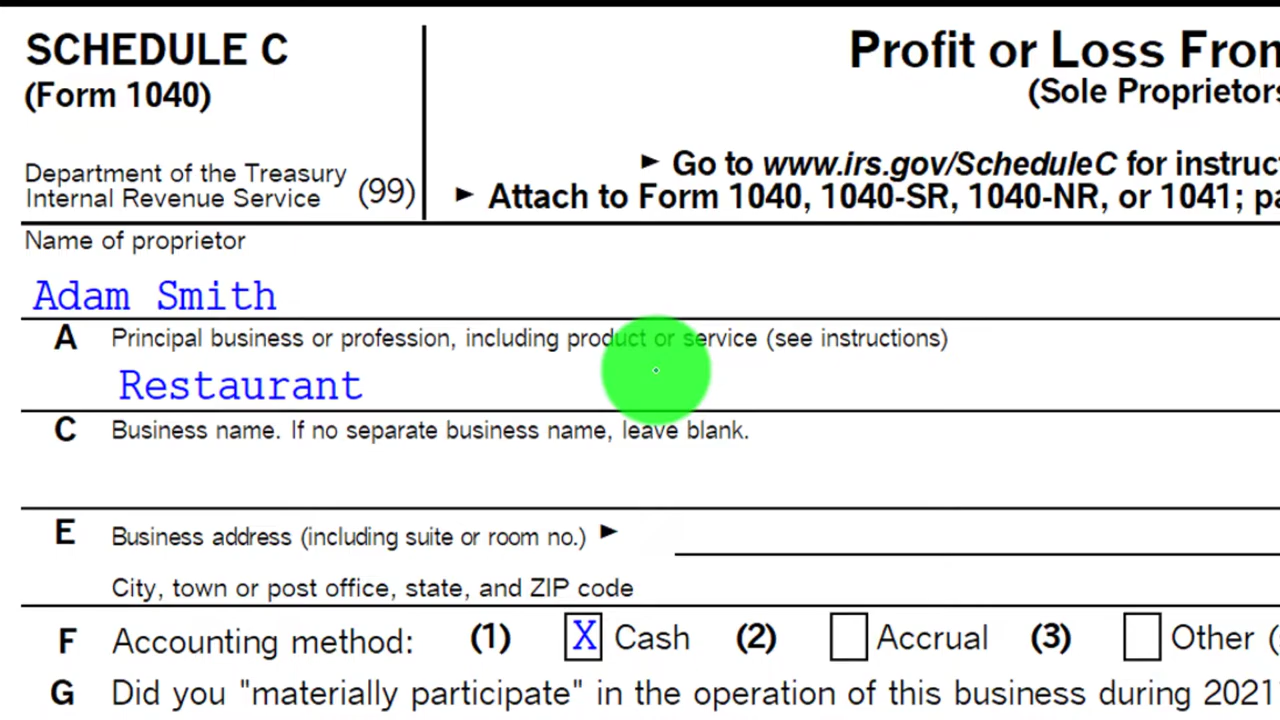 SCHEDULE C
(Form 1040)
Department of the Treasury
Internal Revenue Service (99)
Profit or Loss From
(Sole Proprietors
► Go to www.irs.gov/ScheduleC for instruc
► Attach to Form 1040, 1040-SR, 1040-NR, or 1041; pa
Name of proprietor
Adam Smith
A Principal business or profession, including product or service (see instructions)
Restaurant
C Business name. If no separate business name, leave blank.
E Business address (including suite or room no.) ►
City, town or post office, state, and ZIP code
F Accounting method: (1) X Cash (2) Accrual (3) Other (
G Did you "materially participate" in the operation of this business during 2021